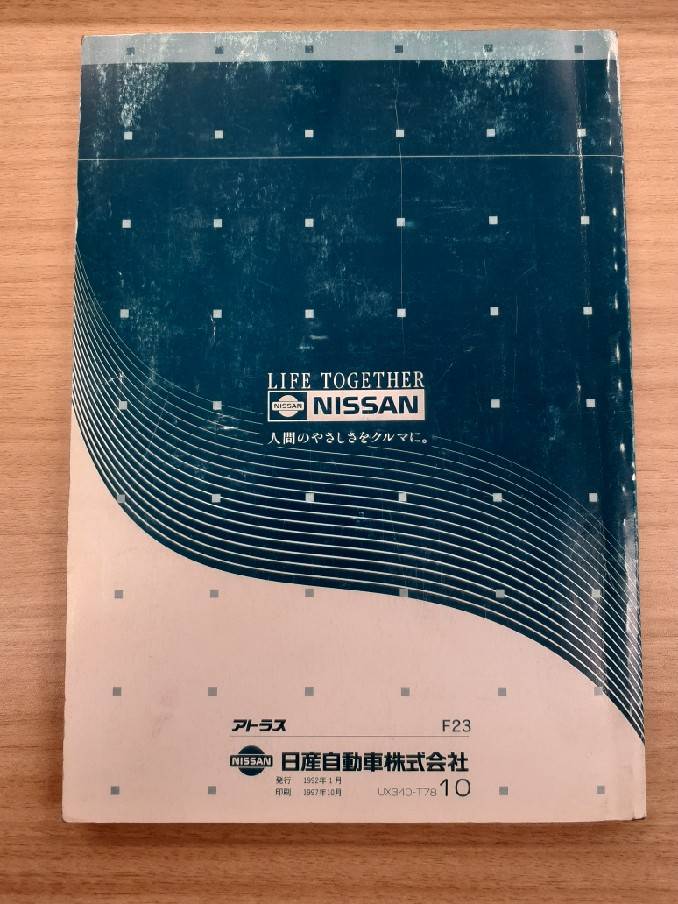 LIFE TOGETHER
NISSAN NISSAN
人間のやさしさをクルマに。
アトラス F23
NISSAN 日産自動車株式会社
発行 1992年1月
印刷 1997年10月 UX340-T7810